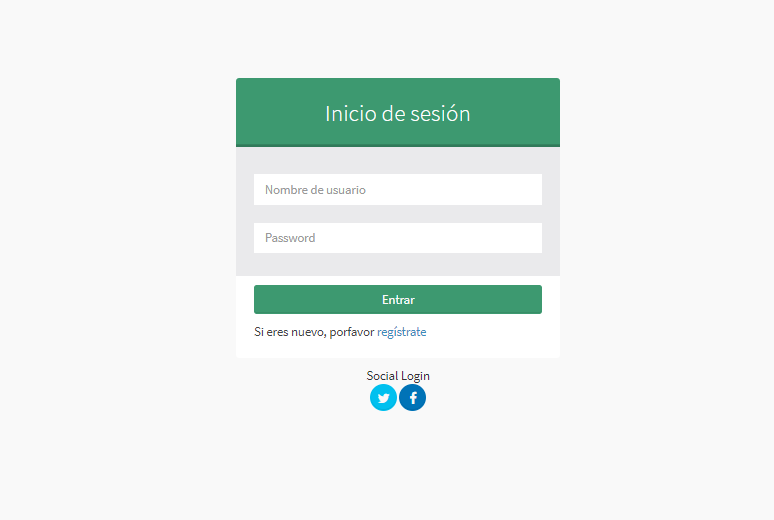 Inicio de sesión
Nombre de usuario
Password
Entrar
Si eres nuevo, porfavor regístrate
Social Login